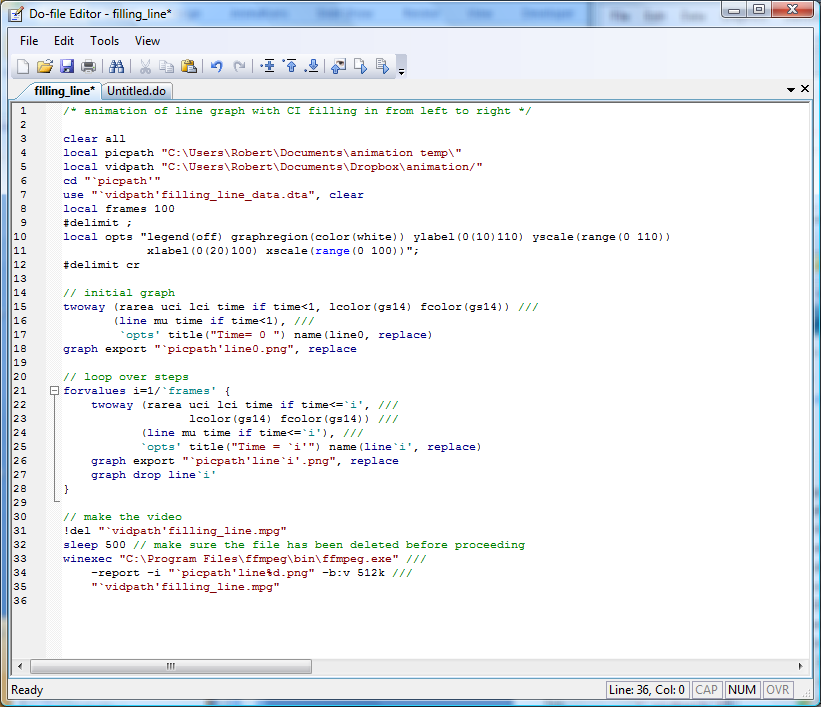 Do-file Editor - filling_line*
File Edit Tools View
filling_line* Untitled.do
1 /* animation of line graph with CI filling in from left to right */
2
3 clear all
4 local picpath "C:\Users\Robert\Documents\animation temp\"
5 local vidpath "C:\Users\Robert\Documents\Dropbox\animation/"
6 cd "`picpath'"
7 use "`vidpath'filling_line_data.dta", clear
8 local frames 100
9 #delimit ;
10 local opts "legend(off) graphregion(color(white)) ylabel(0(10)110) yscale(range(0 110))
11 xlabel(0(20)100) xscale(range(0 100))";
12 #delimit cr
13
14 // initial graph
15 twoway (rarea uci lci time if time<1, lcolor(gs14) fcolor(gs14)) ///
16 (line mu time if time<1), ///
17 `opts' title("Time= 0 ") name(line0, replace)
18 graph export "`picpath'line0.png", replace
19
20 // loop over steps
21 forvalues i=1/`frames' {
22 twoway (rarea uci lci time if time<=`i', ///
23 lcolor(gs14) fcolor(gs14)) ///
24 (line mu time if time<=`i'), ///
25 `opts' title("Time = `i'") name(line`i', replace)
26 graph export "`picpath'line`i'.png", replace
27 graph drop line`i'
28 }
29
30 // make the video
31 !del "`vidpath'filling_line.mpg"
32 sleep 500 // make sure the file has been deleted before proceeding
33 winexec "C:\Program Files\ffmpeg\bin\ffmpeg.exe" ///
34 -report -i "`picpath'line%d.png" -b:v 512k ///
35 "`vidpath'filling_line.mpg"
36
Ready Line: 36, Col: 0 CAP NUM OVR